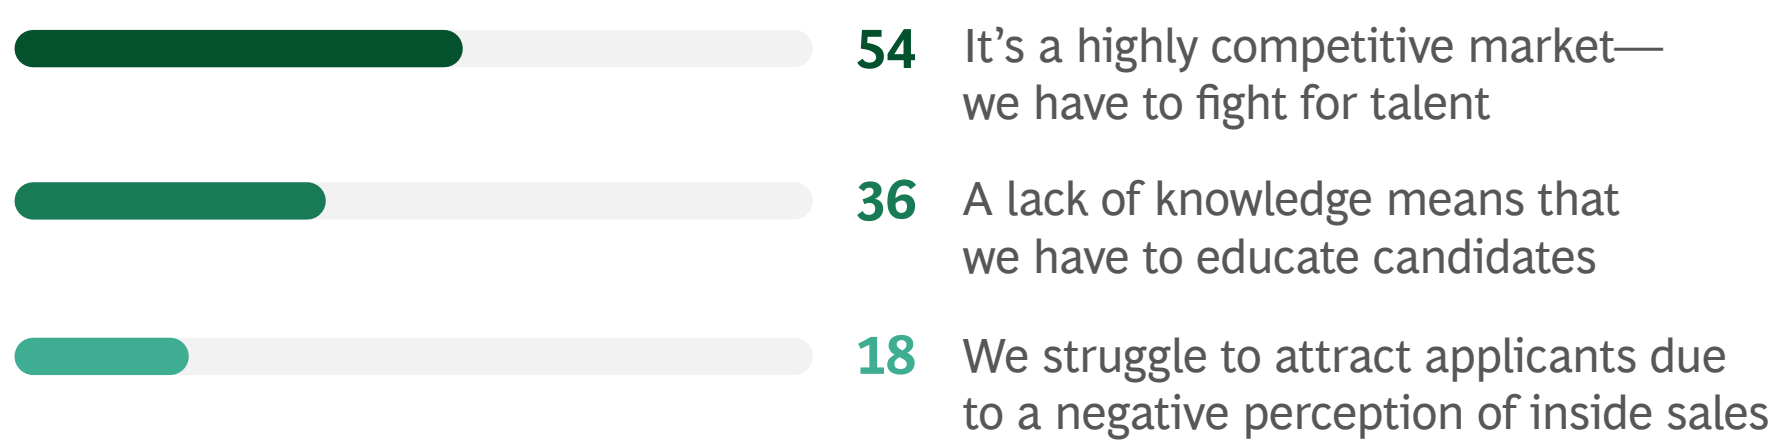 54 It’s a highly competitive market—
we have to fight for talent
36 A lack of knowledge means that
we have to educate candidates
18 We struggle to attract applicants due
to a negative perception of inside sales